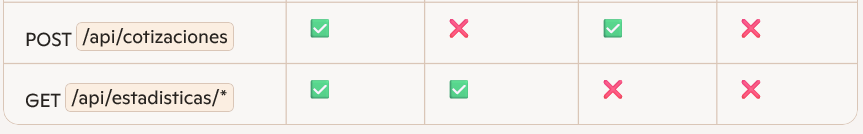 POST /api/cotizaciones ✅ ❌ ✅ ❌
GET /api/estadisticas/* ✅ ✅ ❌ ❌